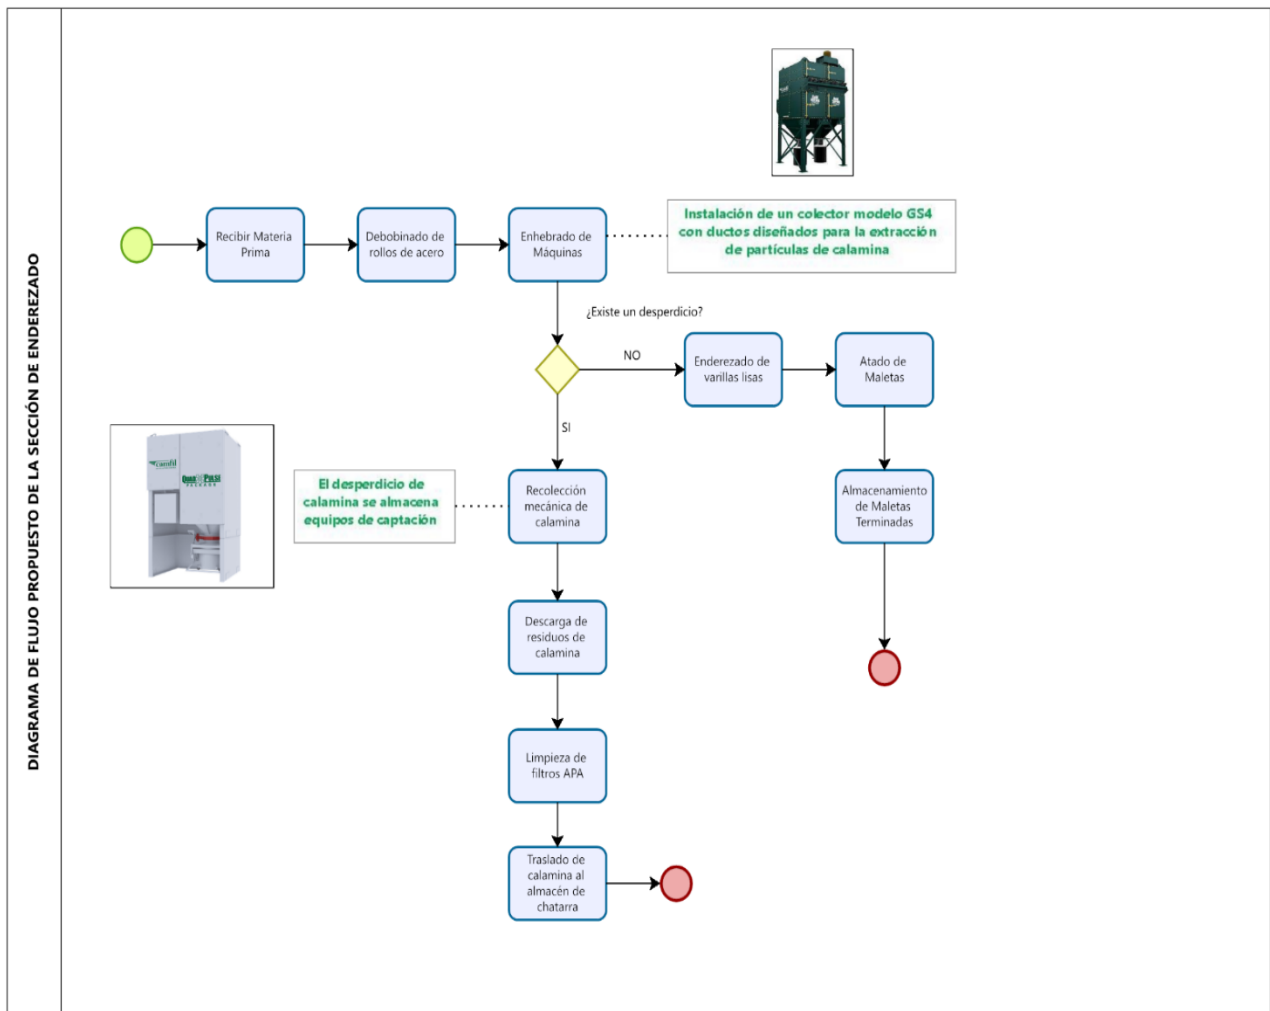 DIAGRAMA DE FLUJO PROPUESTO DE LA SECCIÓN DE ENDEREZADO
Recibir Materia
Prima
Debobinado de
rollos de acero
Enhebrado de
Máquinas
Instalación de un colector modelo GS4
con ductos diseñados para la extracción
de partículas de calamina
¿Existe un desperdicio?
NO
Enderezado de
varillas lisas
Atado de
Maletas
SI
camfil
QUAD PULSE
PACKAGE
El desperdicio de
calamina se almacena
equipos de captación
Recolección
mecánica de
calamina
Almacenamiento
de Maletas
Terminadas
Descarga de
residuos de
calamina
Limpieza de
filtros APA
Traslado de
calamina al
almacén de
chatarra